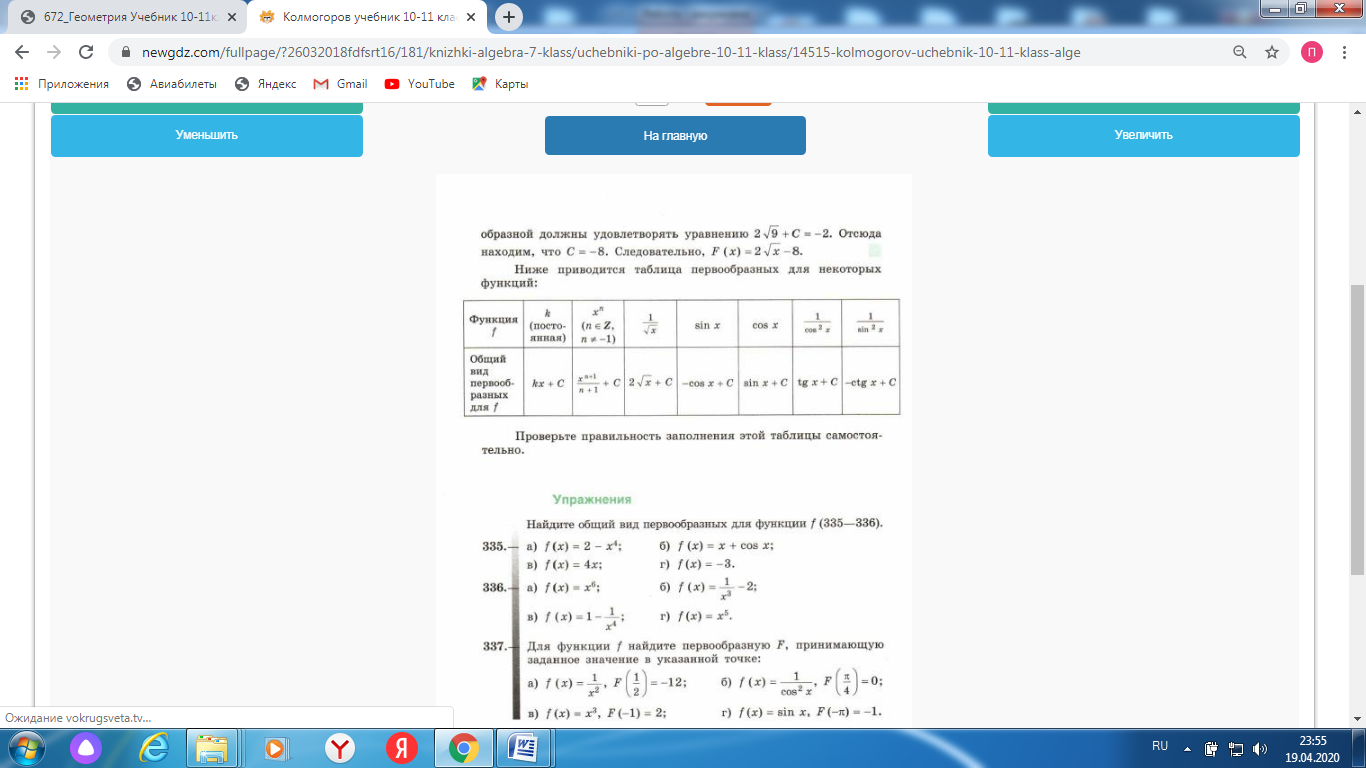 672_Геометрия Учебник 10-11кл
Колмогоров учебник 10-11 кла
newgdz.com/fullpage/?26032018fdfsrt16/181/knizhki-algebra-7-klass/uchebniki-po-algebre-10-11-klass/14515-kolmogorov-uchebnik-10-11-klass-alge
П
Приложения Авиабилеты Яндекс Gmail YouTube Карты
Уменьшить На главную Увеличить
образной должны удовлетворять уравнению 2√9 + C = −2. Отсюда
находим, что C = −8. Следовательно, F (x) = 2√x − 8.
Ниже приводится таблица первообразных для некоторых
функций:
Функция f | k (посто-янная) | xⁿ (n ∈ Z, n ≠ −1) | 1/√x | sin x | cos x | 1/cos² x | 1/sin² x
Общий вид первооб-разных для f | kx + C | xⁿ⁺¹/(n + 1) + C | 2√x + C | −cos x + C | sin x + C | tg x + C | −ctg x + C
Проверьте правильность заполнения этой таблицы самостоя-
тельно.
Упражнения
Найдите общий вид первообразных для функции f (335—336).
335.— а) f (x) = 2 − x⁴; б) f (x) = x + cos x;
в) f (x) = 4x; г) f (x) = −3.
336.— а) f (x) = x⁶; б) f (x) = 1/x³ − 2;
в) f (x) = 1 − 1/x⁴; г) f (x) = x⁵.
337.— Для функции f найдите первообразную F, принимающую
заданное значение в указанной точке:
а) f (x) = 1/x², F (1/2) = −12; б) f (x) = 1/cos² x, F (π/4) = 0;
в) f (x) = x³, F (−1) = 2; г) f (x) = sin x, F (−π) = −1.
Ожидание vokrugsveta.tv...
RU
23:55
19.04.2020